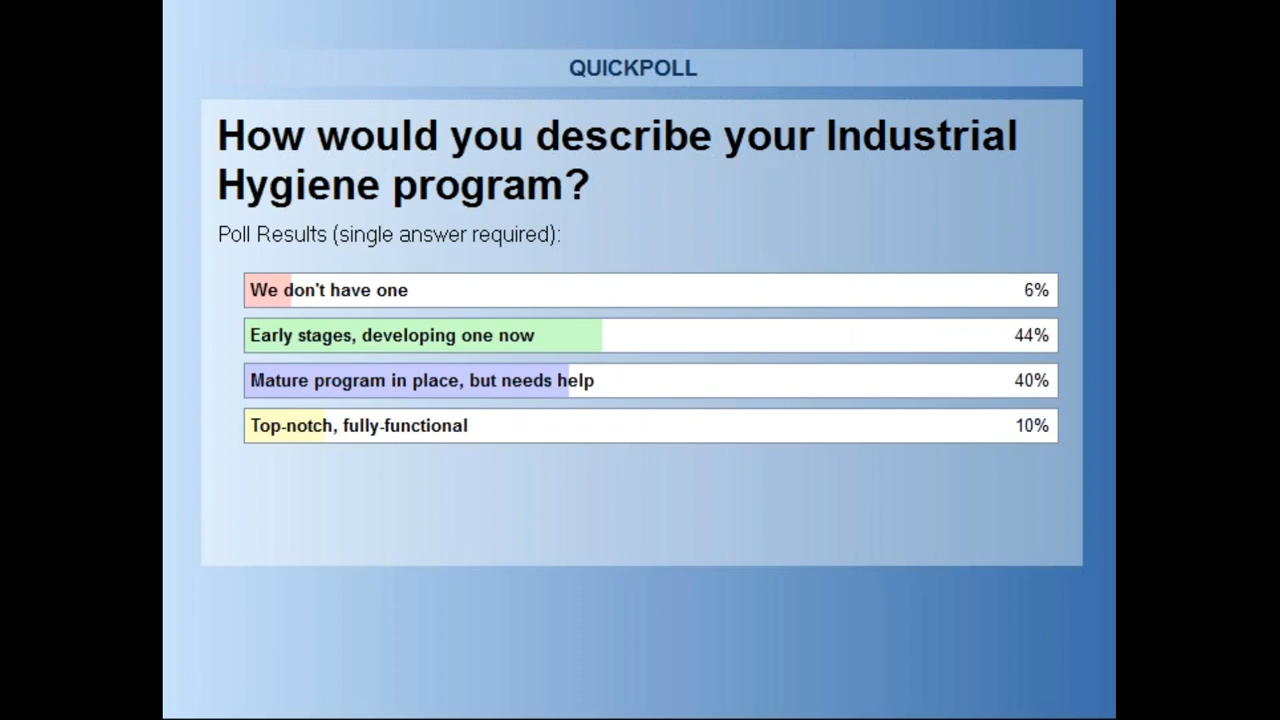 QUICKPOLL
How would you describe your Industrial
Hygiene program?
Poll Results (single answer required):
We don't have one 6%
Early stages, developing one now 44%
Mature program in place, but needs help 40%
Top-notch, fully-functional 10%